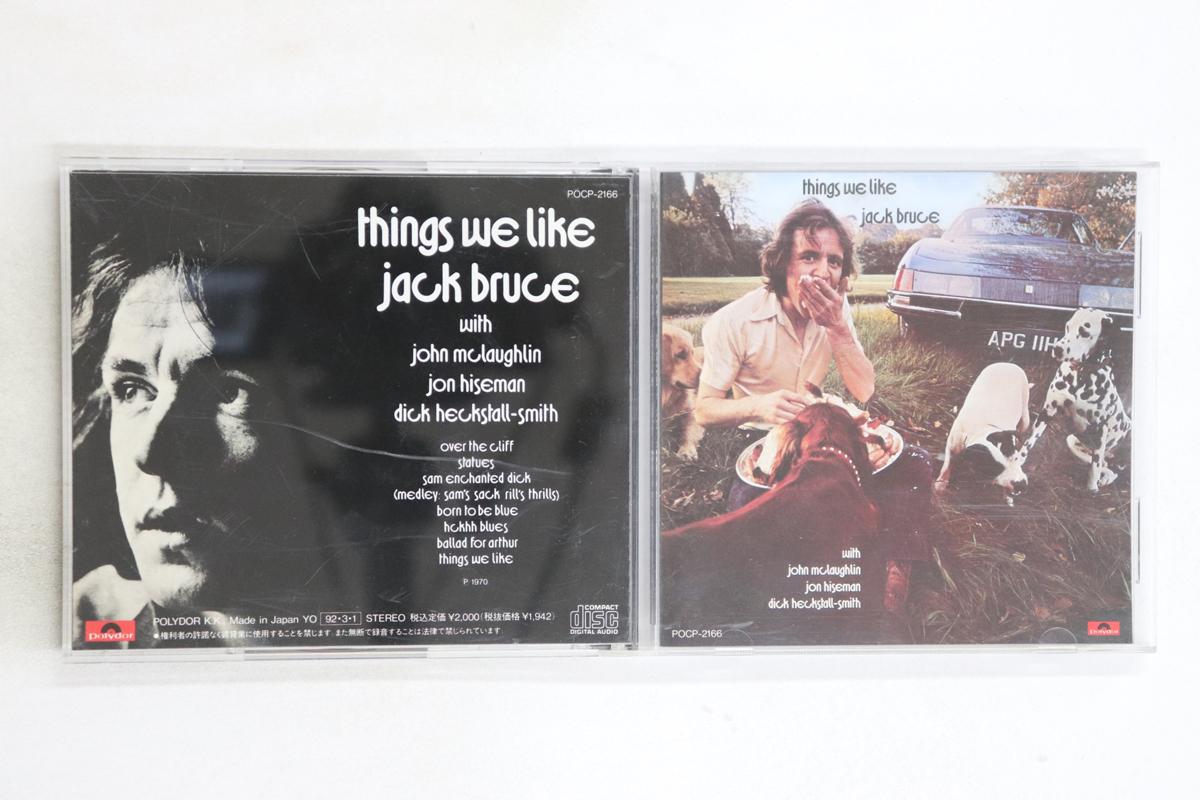 POCP-2166
things we like
jack bruce
with
john mclaughlin
jon hiseman
dick heckstall-smith
over the cliff
statues
sam enchanted dick
(medley: sam's sack rill's thrills)
born to be blue
hckhh blues
ballad for arthur
things we like
P 1970
POLYDOR K.K. Made in Japan YO 92・3・1 STEREO 税込定価 ¥2,000(税抜価格 ¥1,942)
●権利者の許諾なく賃貸業に使用することを禁じます。また無断で録音することは法律で禁じられています。
polydor
COMPACT
disc
DIGITAL AUDIO
things we like
jack bruce
APG 11H
with
john mclaughlin
jon hiseman
dick heckstall-smith
POCP-2166
polydor